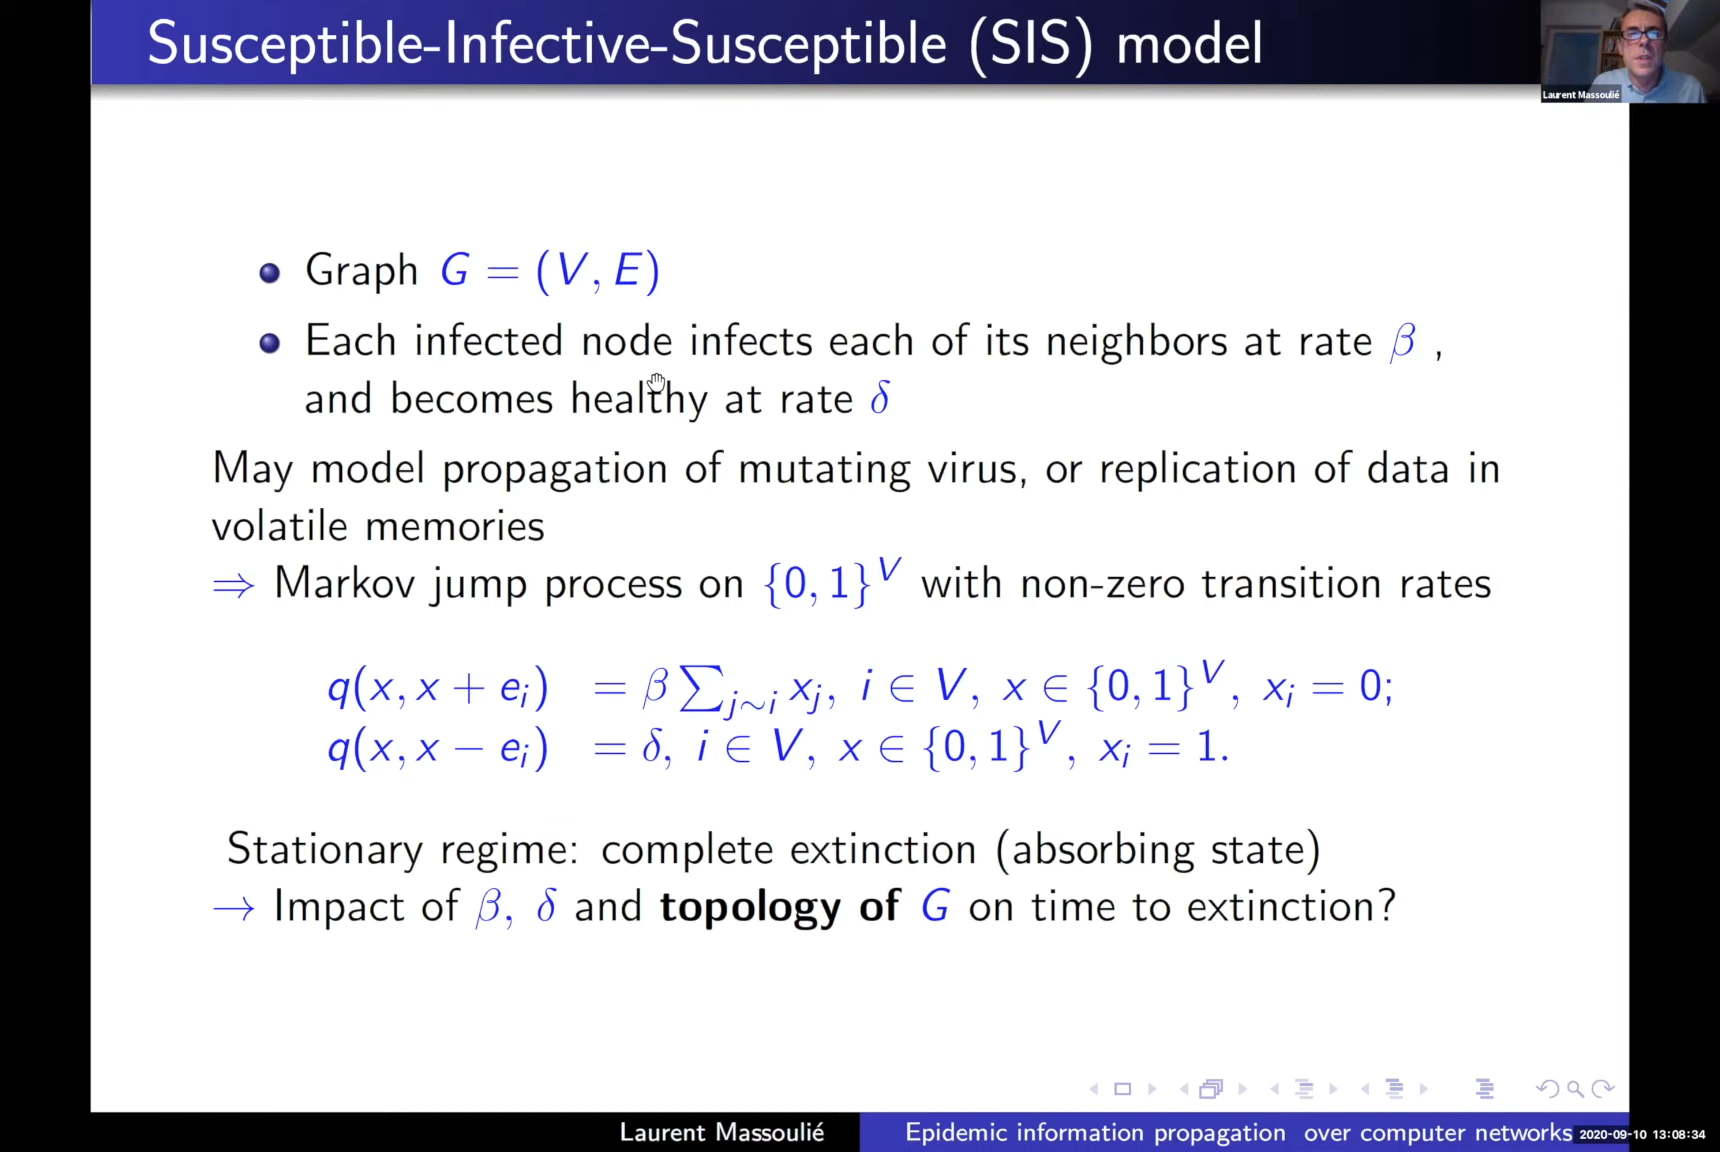 Susceptible-Infective-Susceptible (SIS) model
Laurent Massoulié
Graph G = (V, E)
Each infected node infects each of its neighbors at rate β ,
and becomes healthy at rate δ
May model propagation of mutating virus, or replication of data in
volatile memories
⇒ Markov jump process on {0, 1}^V with non-zero transition rates
q(x, x + e_i) = β ∑_{j∼i} x_j, i ∈ V, x ∈ {0, 1}^V, x_i = 0;
q(x, x − e_i) = δ, i ∈ V, x ∈ {0, 1}^V, x_i = 1.
Stationary regime: complete extinction (absorbing state)
→ Impact of β, δ and topology of G on time to extinction?
Laurent Massoulié
Epidemic information propagation over computer networks
2020-09-10 13:08:34